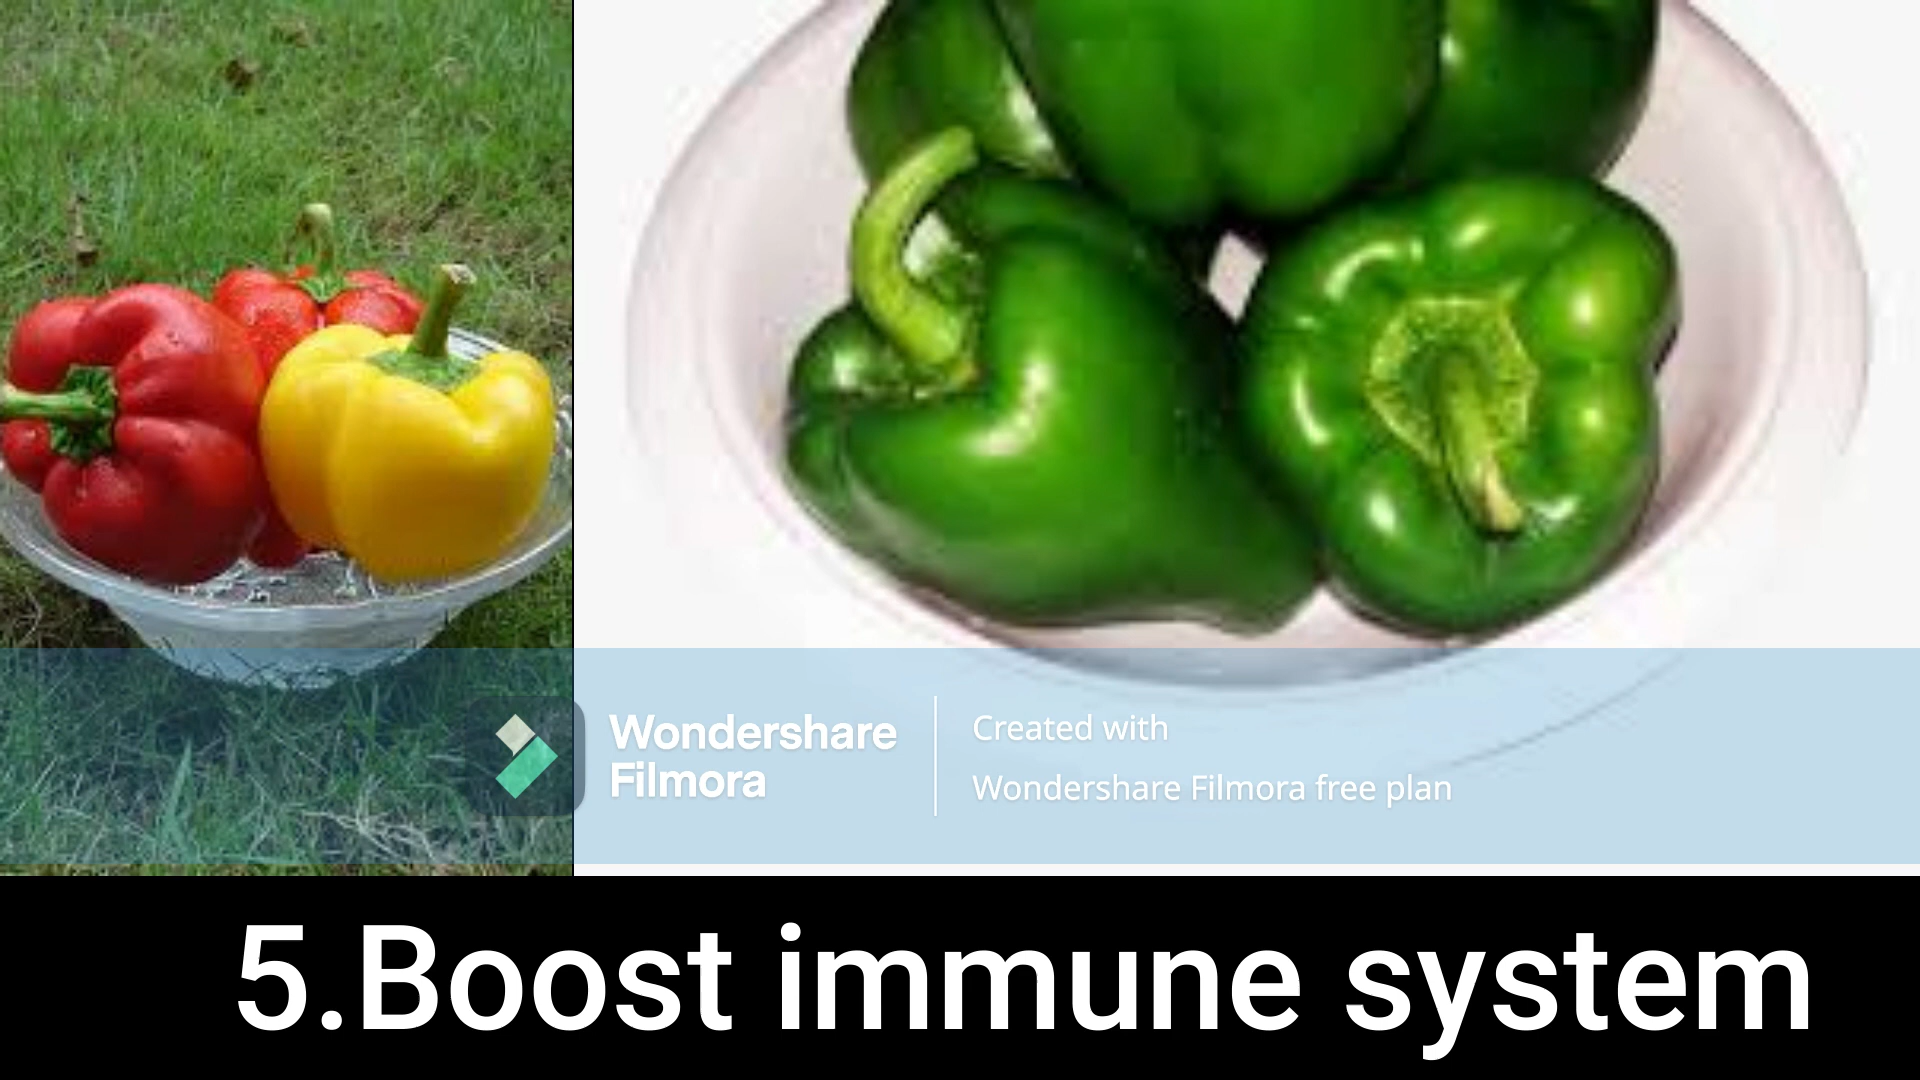 Wondershare
Filmora
Created with
Wondershare Filmora free plan
5.Boost immune system